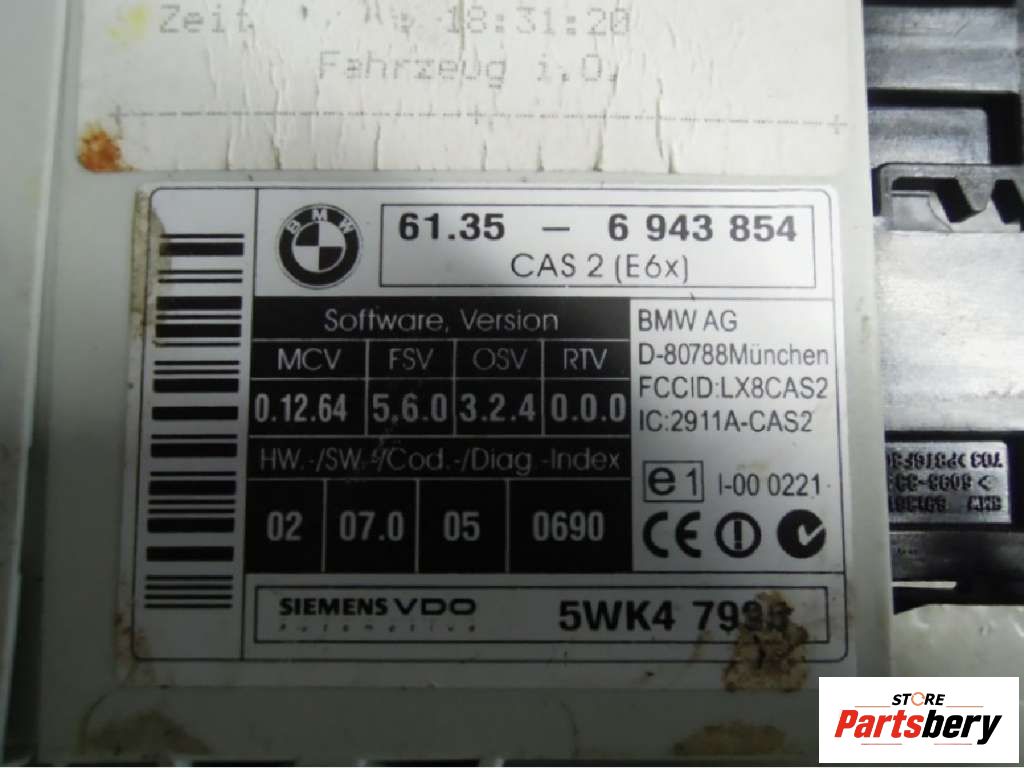 Zeit 18:31:20
Fahrzeug i.O.
BMW
61.35 – 6 943 854
CAS 2 (E6x)
Software, Version
MCV FSV OSV RTV
0.12.64 5.6.0 3.2.4 0.0.0
HW.-/SW.-/Cod.-/Diag.-Index
02 07.0 05 0690
BMW AG
D-80788München
FCCID:LX8CAS2
IC:2911A-CAS2
e1 I-00 0221
CE
SIEMENS VDO
Automotive
5WK4
STORE
Partsbery